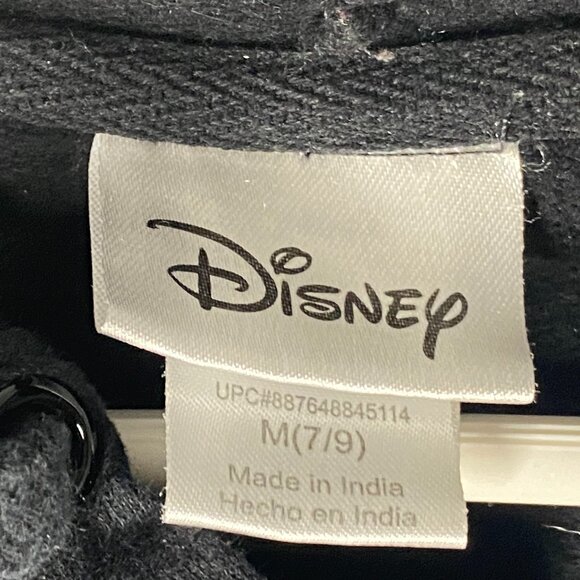 Disney
UPC#887648845114
M(7/9)
Made in India
Hecho en India